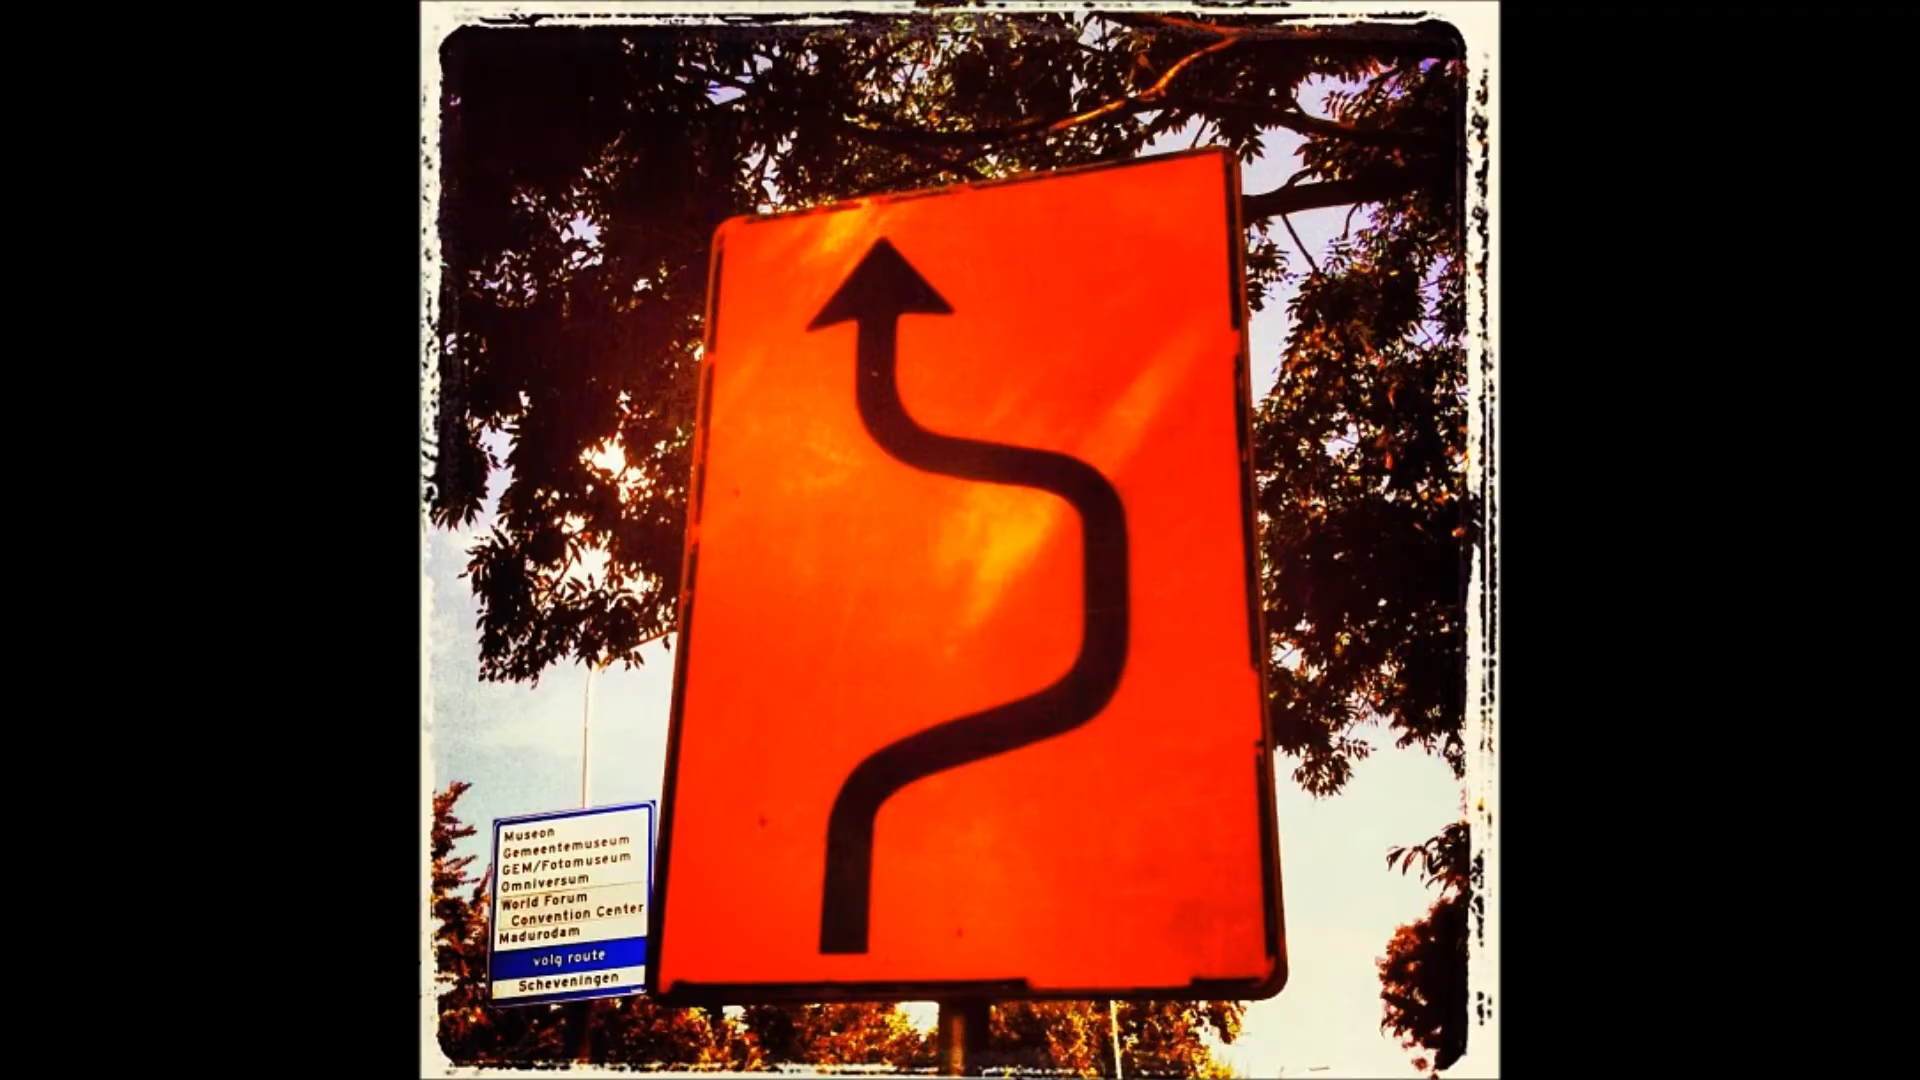 Museon
Gemeentemuseum
GEM/Fotomuseum
Omniversum
World Forum
Convention Center
Madurodam
volg route
Scheveningen